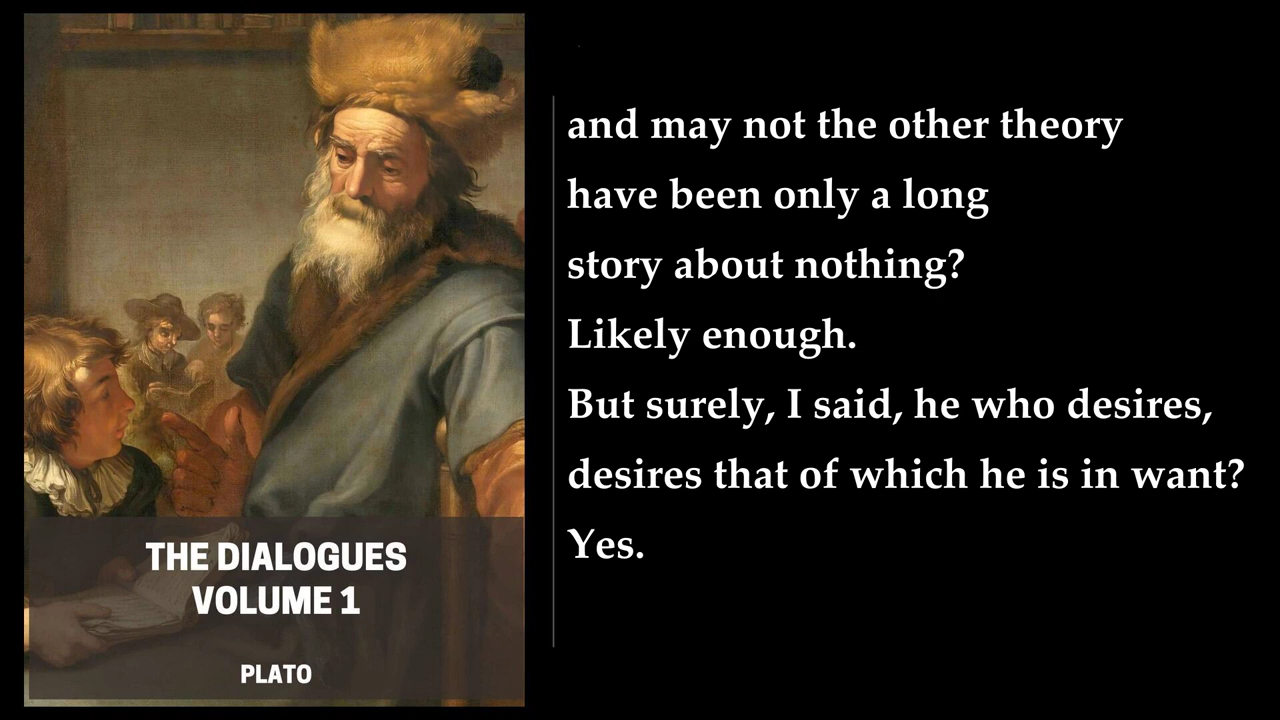 THE DIALOGUES
VOLUME 1
PLATO
and may not the other theory
have been only a long
story about nothing?
Likely enough.
But surely, I said, he who desires,
desires that of which he is in want?
Yes.